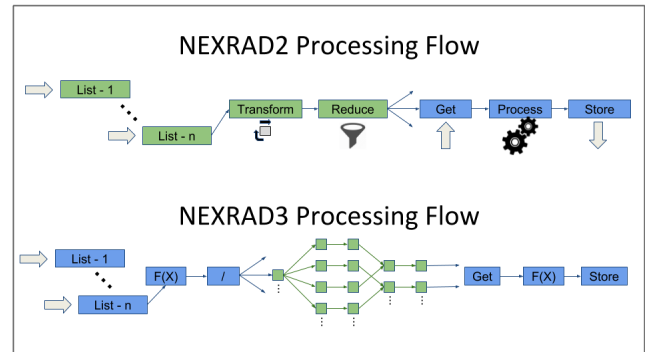 NEXRAD2 Processing Flow
List - 1
List - n
Transform
Reduce
Get
Process
Store
NEXRAD3 Processing Flow
List - 1
List - n
F(X)
/
Get
F(X)
Store